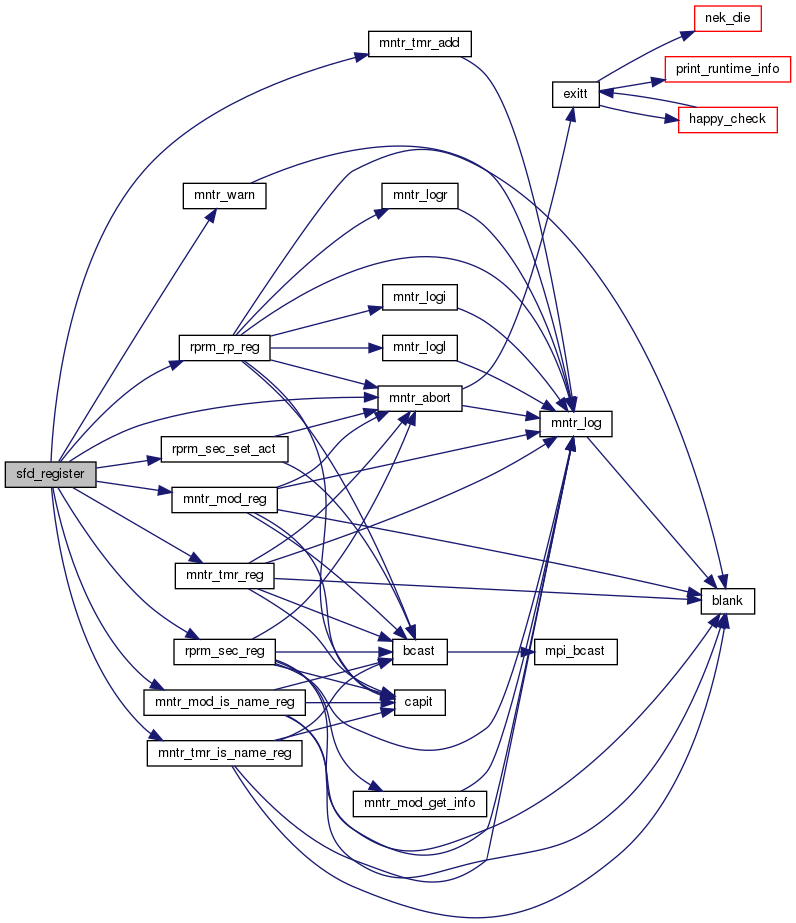 nek_die
mntr_tmr_add
print_runtime_info
exitt
happy_check
mntr_warn
mntr_logr
mntr_logi
rprm_rp_reg
mntr_logl
mntr_abort
mntr_log
rprm_sec_set_act
sfd_register
mntr_mod_reg
mntr_tmr_reg
blank
rprm_sec_reg
bcast
mpi_bcast
mntr_mod_is_name_reg
capit
mntr_tmr_is_name_reg
mntr_mod_get_info